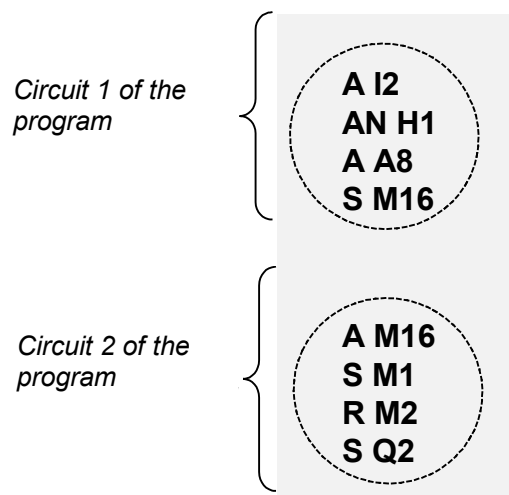 Circuit 1 of the
program
A I2
AN H1
A A8
S M16
Circuit 2 of the
program
A M16
S M1
R M2
S Q2